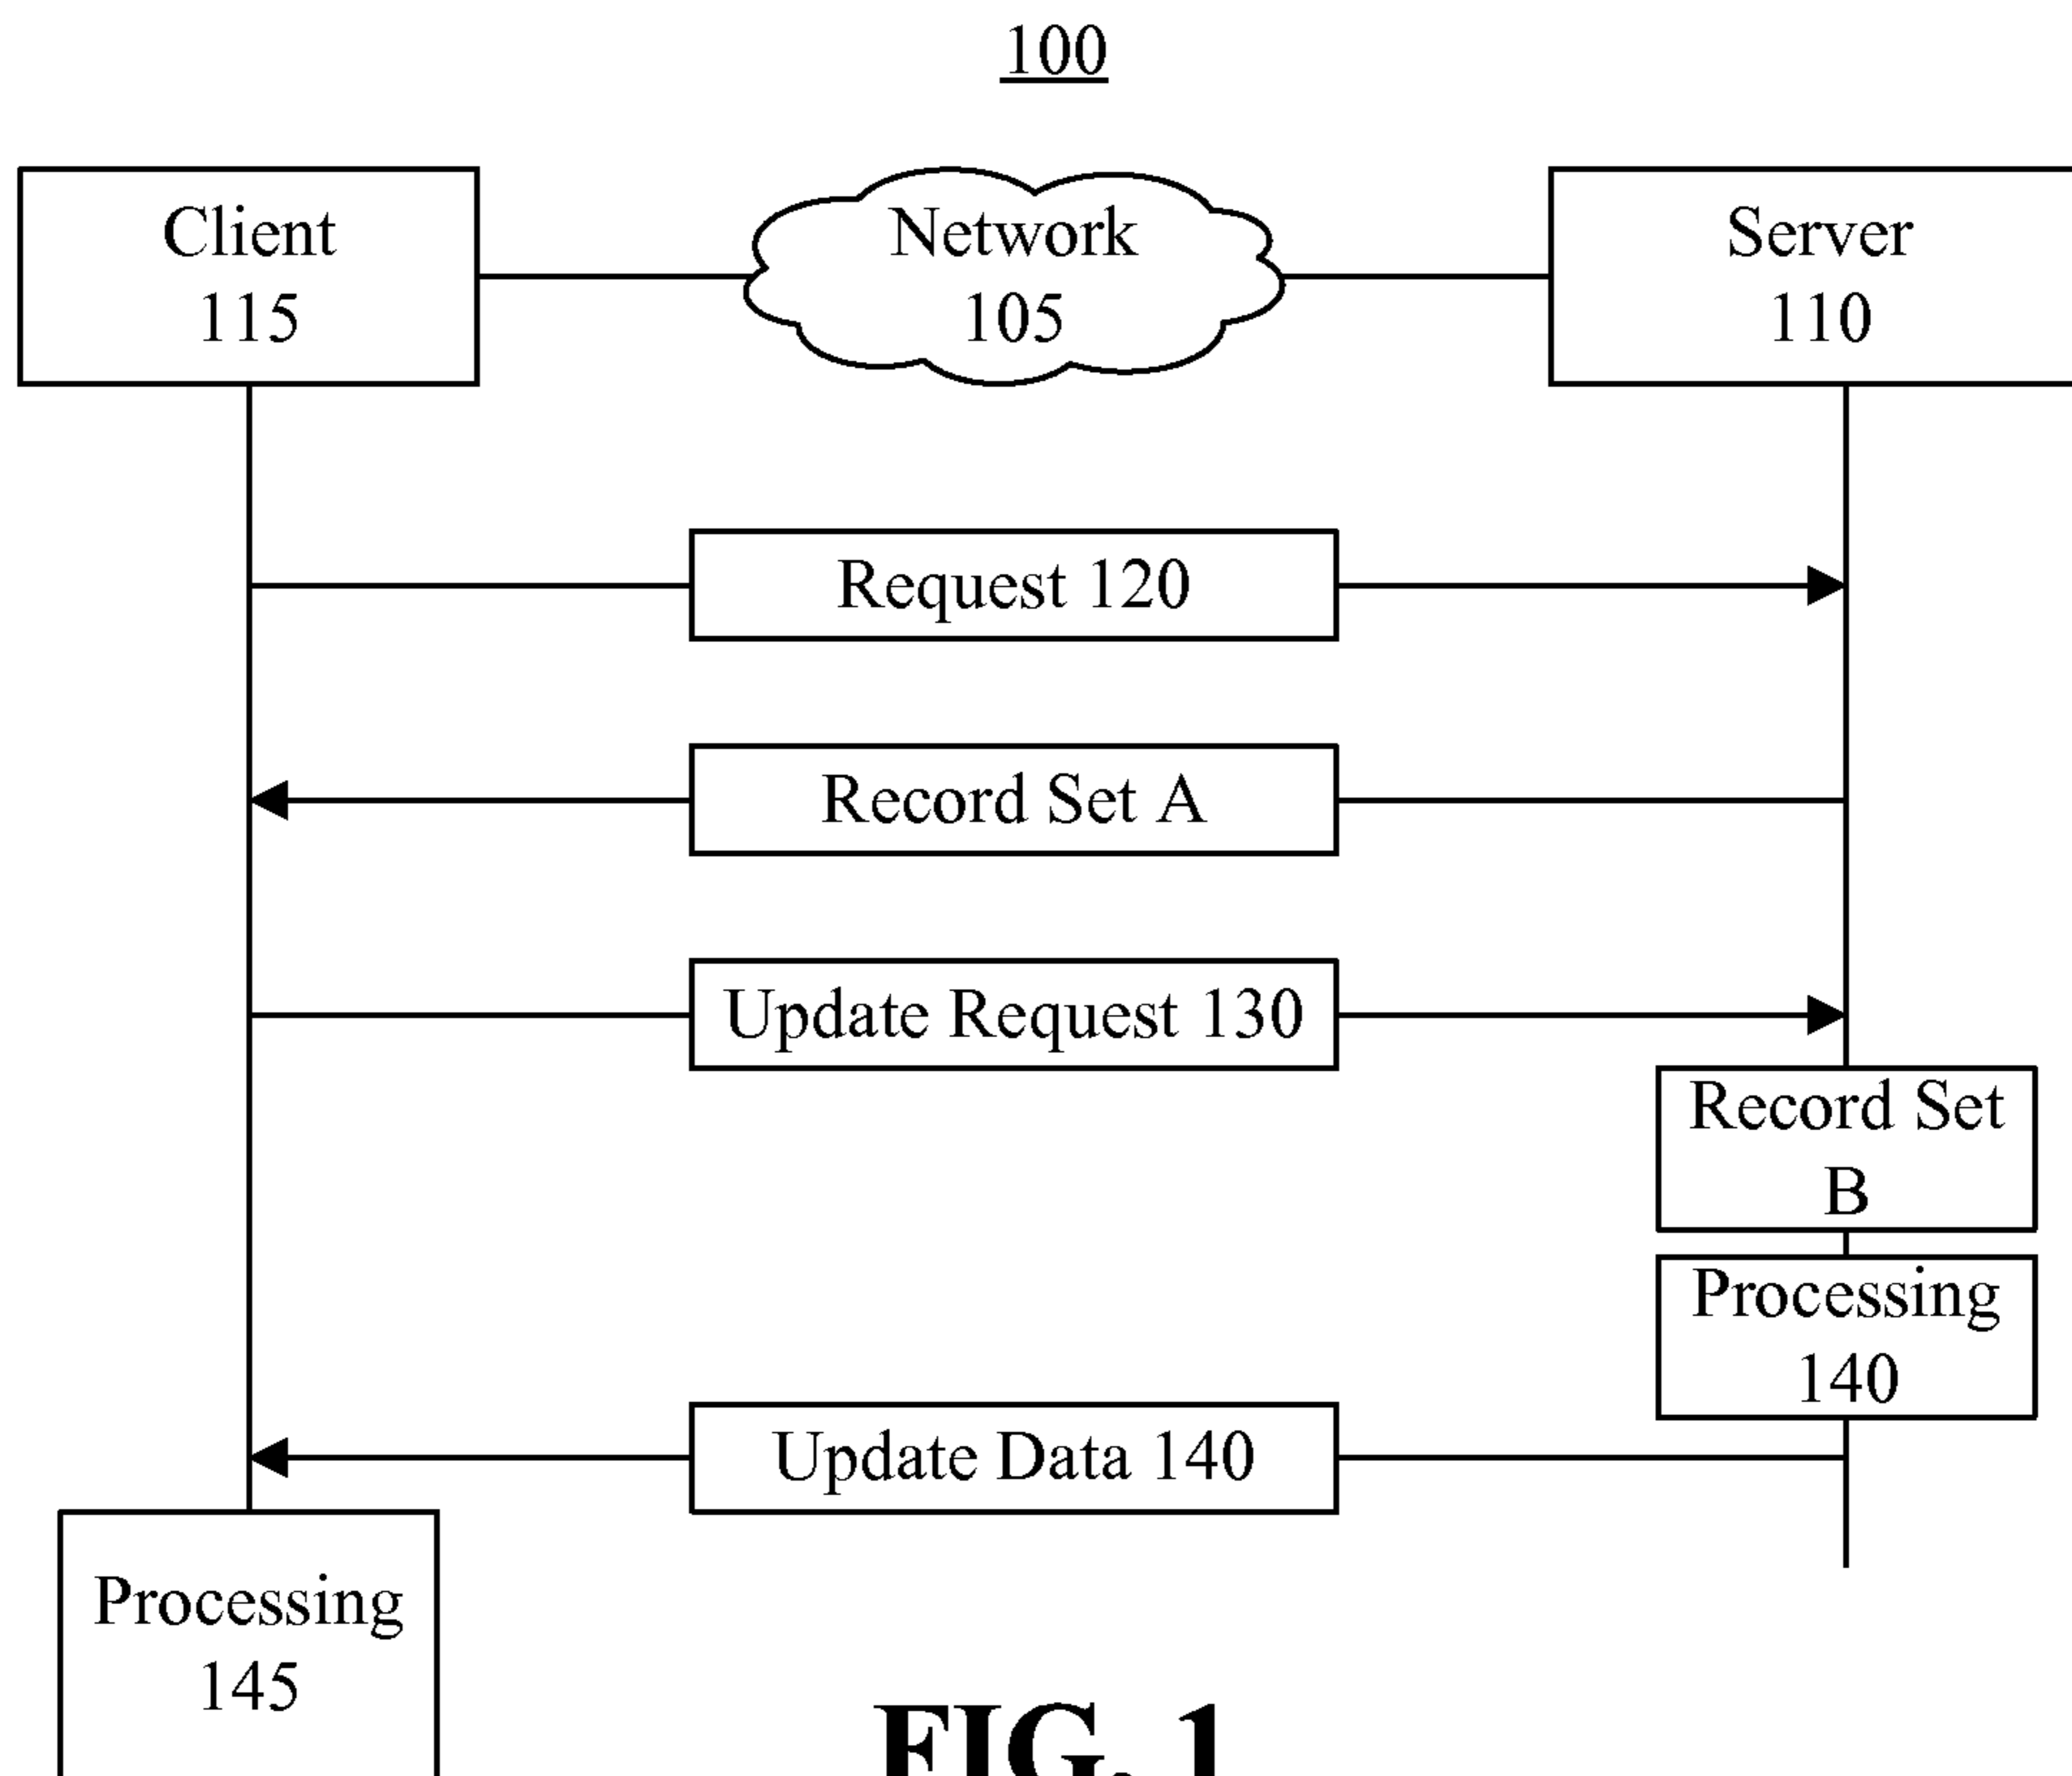 100
Client
115
Network
105
Server
110
Request 120
Record Set A
Update Request 130
Record Set
B
Processing
140
Update Data 140
Processing
145
FIG. 1